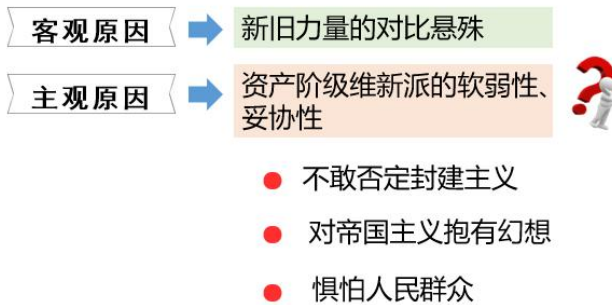 客观原因 新旧力量的对比悬殊
主观原因 资产阶级维新派的软弱性、
妥协性
不敢否定封建主义
对帝国主义抱有幻想
惧怕人民群众